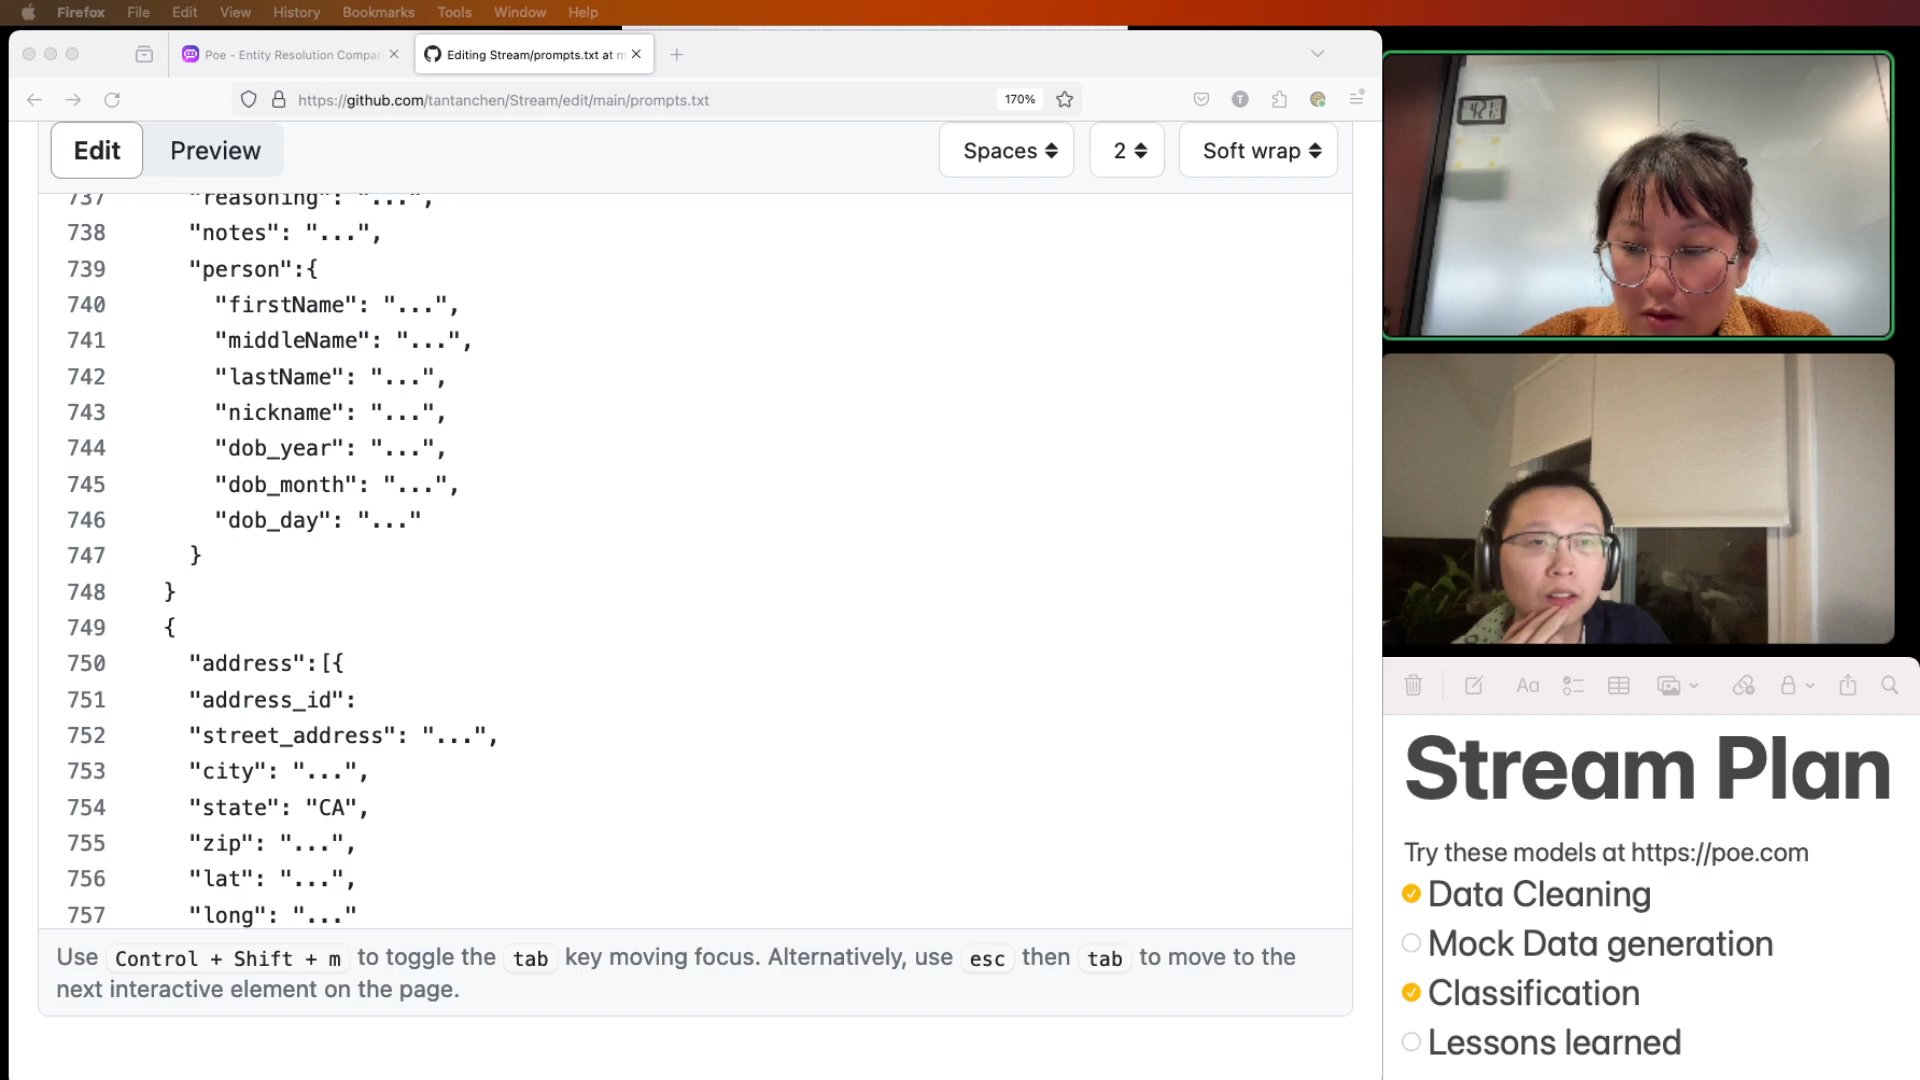 Firefox File Edit View History Bookmarks Tools Window Help
Poe - Entity Resolution Compar
Editing Stream/prompts.txt at m
https://github.com/tantanchen/Stream/edit/main/prompts.txt
170%
T
Edit
Preview
Spaces
2
Soft wrap
737 "reasoning": "...",
738 "notes": "...",
739 "person":{
740 "firstName": "...",
741 "middleName": "...",
742 "lastName": "...",
743 "nickname": "...",
744 "dob_year": "...",
745 "dob_month": "...",
746 "dob_day": "..."
747 }
748 }
749 {
750 "address":[{
751 "address_id":
752 "street_address": "...",
753 "city": "...",
754 "state": "CA",
755 "zip": "...",
756 "lat": "...",
757 "long": "..."
Use Control + Shift + m to toggle the tab key moving focus. Alternatively, use esc then tab to move to the
next interactive element on the page.
4:21
Aa
Stream Plan
Try these models at https://poe.com
Data Cleaning
Mock Data generation
Classification
Lessons learned